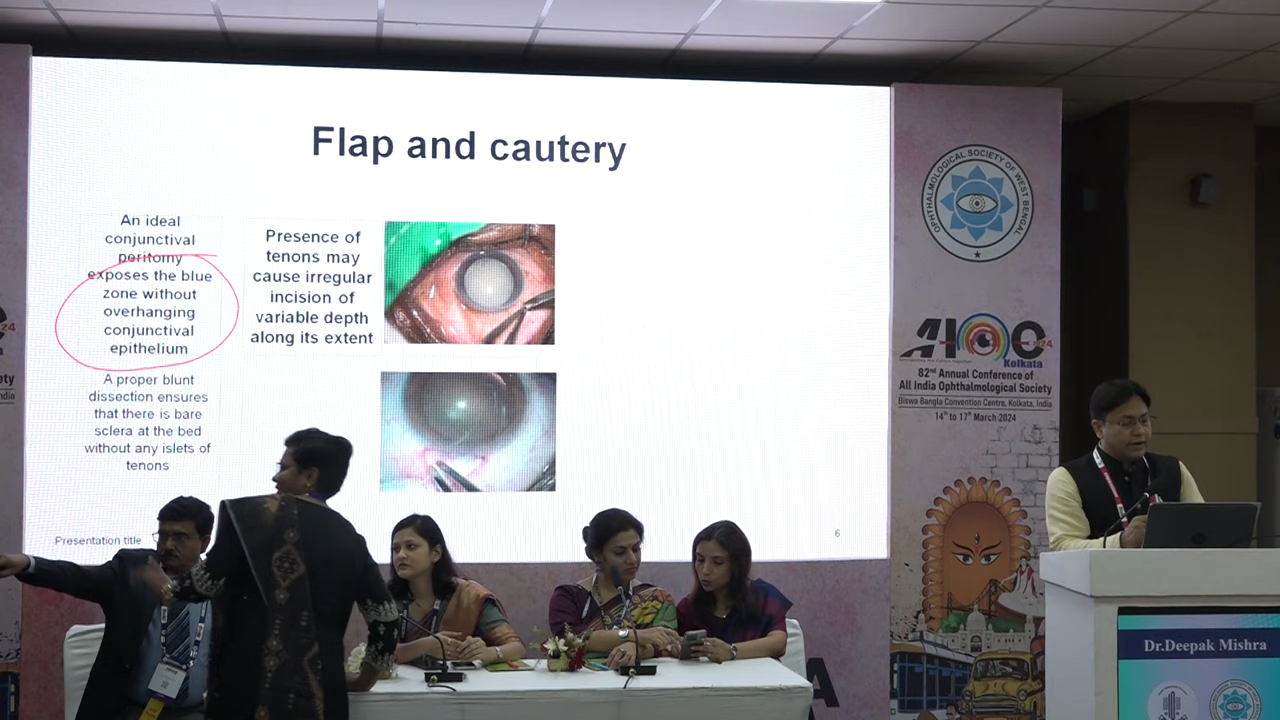 Flap and cautery
An ideal
conjunctival
peritomy
exposes the blue
zone without
overhanging
conjunctival
epithelium
A proper blunt
dissection ensures
that there is bare
sclera at the bed
without any islets of
tenons
Presence of
tenons may
cause irregular
incision of
variable depth
along its extent
Presentation title
6
OPHTHALMOLOGICAL SOCIETY OF WEST BENGAL
AIOC
Kolkata
82nd Annual Conference of
All India Ophthalmological Society
Biswa Bangla Convention Centre, Kolkata, India
14th to 17th March 2024
Dr.Deepak Mishra